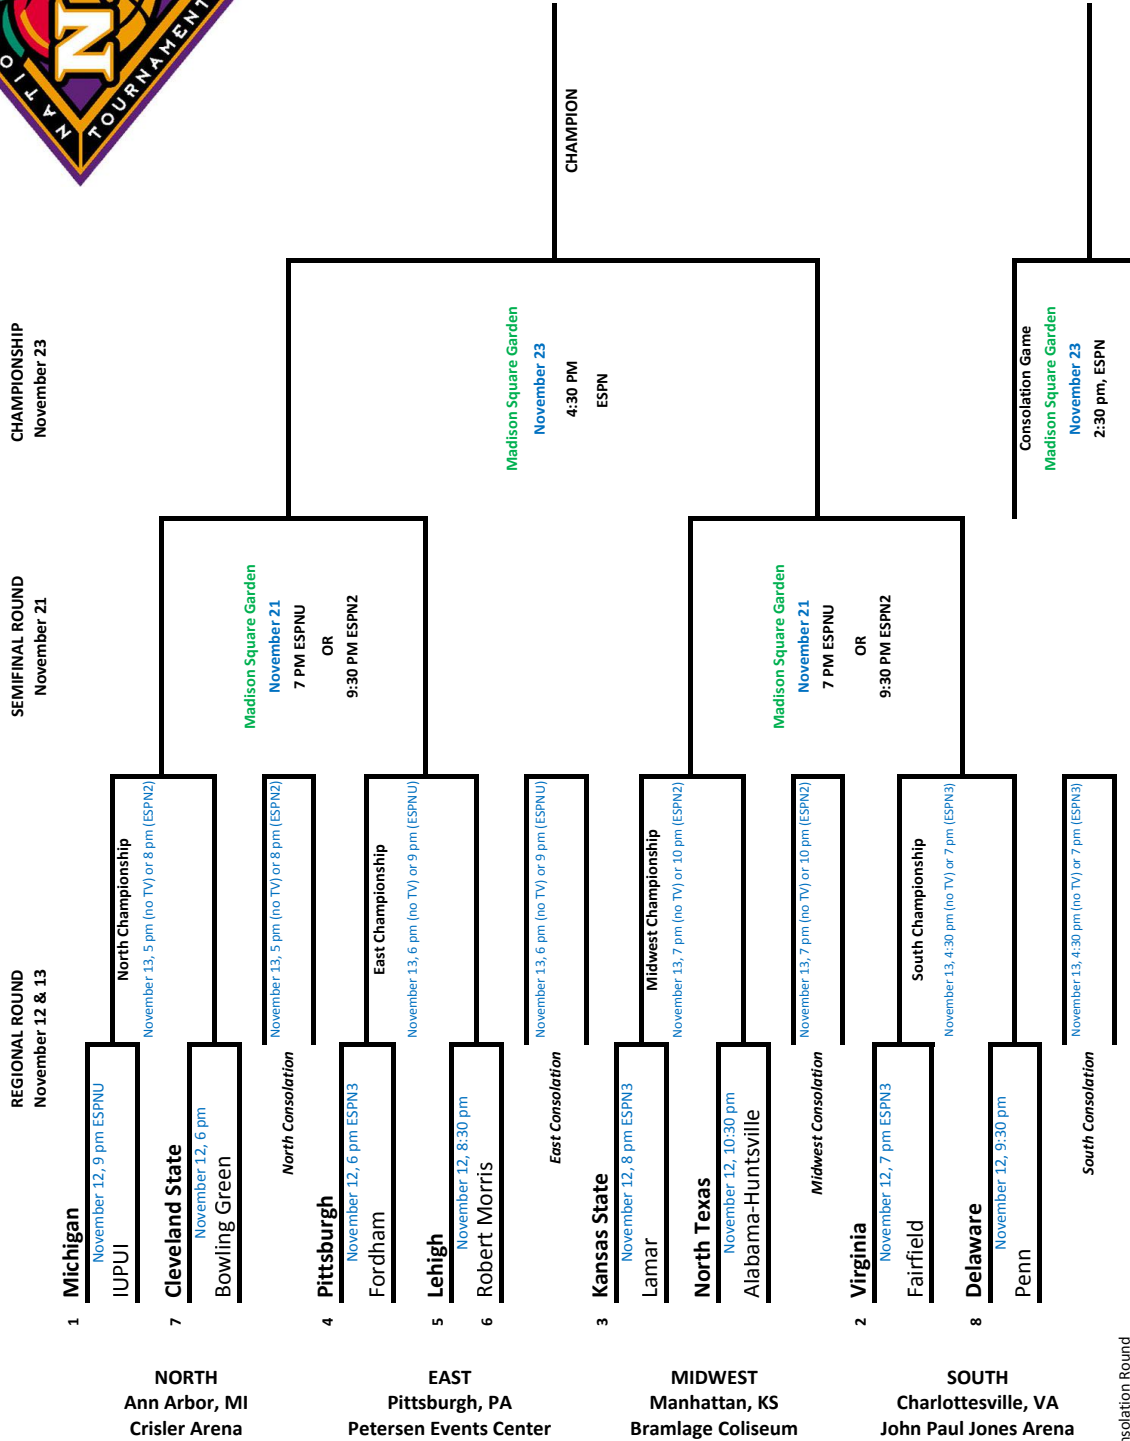 NATIO
TOURNAMENT
REGIONAL ROUND
November 12 & 13
SEMIFINAL ROUND
November 21
CHAMPIONSHIP
November 23
NORTH
Ann Arbor, MI
Crisler Arena
1 Michigan
November 12, 9 pm ESPNU
IUPUI
7 Cleveland State
November 12, 6 pm
Bowling Green
North Championship
November 13, 5 pm (no TV) or 8 pm (ESPN2)
North Consolation
November 13, 5 pm (no TV) or 8 pm (ESPN2)
EAST
Pittsburgh, PA
Petersen Events Center
4 Pittsburgh
November 12, 6 pm ESPN3
Fordham
5 Lehigh
November 12, 8:30 pm
6 Robert Morris
East Championship
November 13, 6 pm (no TV) or 9 pm (ESPNU)
East Consolation
November 13, 6 pm (no TV) or 9 pm (ESPNU)
Madison Square Garden
November 21
7 PM ESPNU
OR
9:30 PM ESPN2
MIDWEST
Manhattan, KS
Bramlage Coliseum
3 Kansas State
November 12, 8 pm ESPN3
Lamar
North Texas
November 12, 10:30 pm
Alabama-Huntsville
Midwest Championship
November 13, 7 pm (no TV) or 10 pm (ESPN2)
Midwest Consolation
November 13, 7 pm (no TV) or 10 pm (ESPN2)
SOUTH
Charlottesville, VA
John Paul Jones Arena
2 Virginia
November 12, 7 pm ESPN3
Fairfield
8 Delaware
November 12, 9:30 pm
Penn
South Championship
November 13, 4:30 pm (no TV) or 7 pm (ESPN3)
South Consolation
November 13, 4:30 pm (no TV) or 7 pm (ESPN3)
Madison Square Garden
November 21
7 PM ESPNU
OR
9:30 PM ESPN2
Madison Square Garden
November 23
4:30 PM
ESPN
CHAMPION
Consolation Game
Madison Square Garden
November 23
2:30 pm, ESPN
nsolation Round